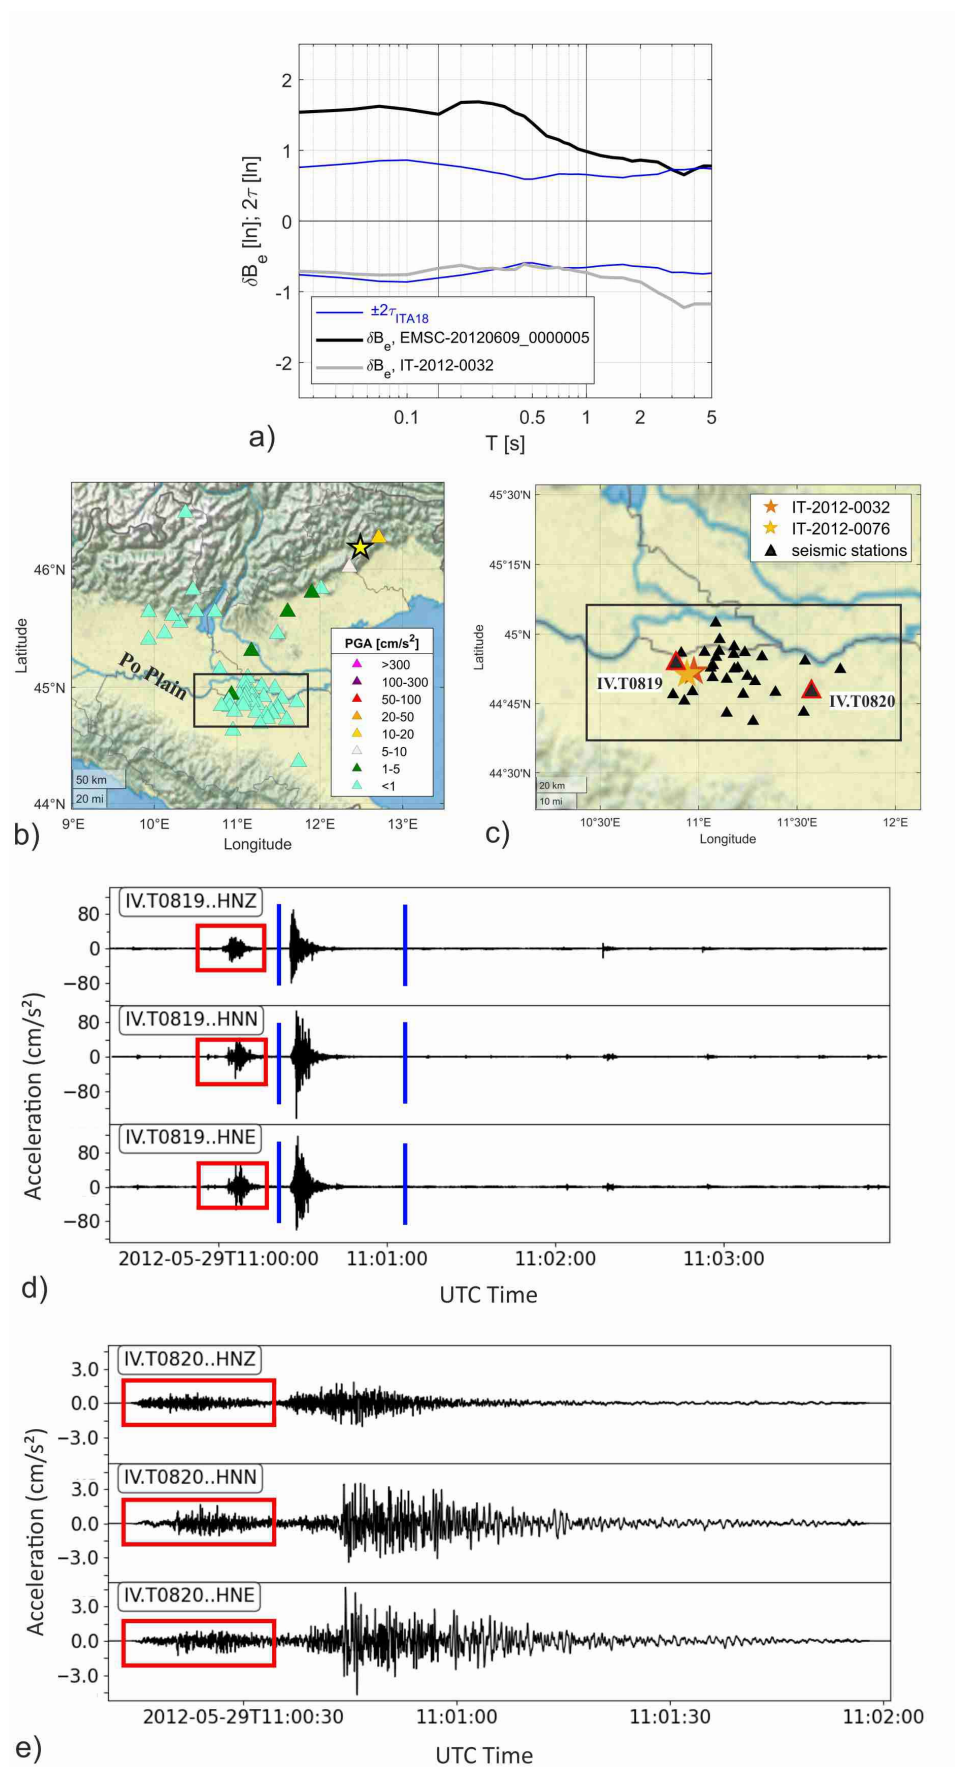 2
1
0
-1
-2
δBe [ln]; 2τ [ln]
±2τITA18
δBe, EMSC-20120609_0000005
δBe, IT-2012-0032
0.1
0.5
1
2
5
T [s]
a)
46°N
45°N
44°N
Latitude
Po Plain
PGA [cm/s²]
>300
100-300
50-100
20-50
10-20
5-10
1-5
<1
50 km
20 mi
9°E
10°E
11°E
12°E
13°E
Longitude
b)
45°30'N
45°15'N
45°N
44°45'N
44°30'N
Latitude
IT-2012-0032
IT-2012-0076
seismic stations
IV.T0819
IV.T0820
20 km
10 mi
10°30'E
11°E
11°30'E
12°E
Longitude
c)
IV.T0819..HNZ
80
0
−80
IV.T0819..HNN
80
0
−80
IV.T0819..HNE
80
0
−80
Acceleration (cm/s²)
2012-05-29T11:00:00
11:01:00
11:02:00
11:03:00
UTC Time
d)
IV.T0820..HNZ
3.0
0.0
−3.0
IV.T0820..HNN
3.0
0.0
−3.0
IV.T0820..HNE
3.0
0.0
−3.0
Acceleration (cm/s²)
2012-05-29T11:00:30
11:01:00
11:01:30
11:02:00
UTC Time
e)